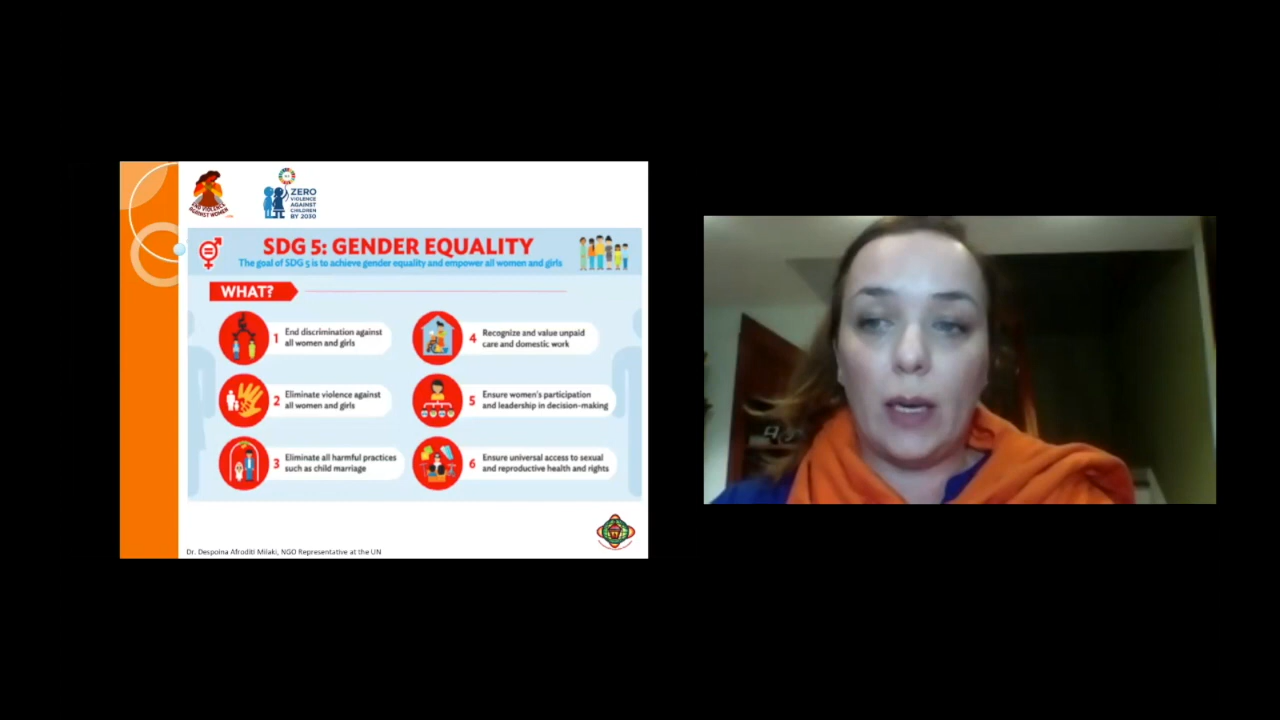 END VIOLENCE
AGAINST WOMEN
ZERO
VIOLENCE
AGAINST
CHILDREN
BY 2030
SDG 5: GENDER EQUALITY
The goal of SDG 5 is to achieve gender equality and empower all women and girls
WHAT?
1 End discrimination against
all women and girls
2 Eliminate violence against
all women and girls
3 Eliminate all harmful practices
such as child marriage
4 Recognize and value unpaid
care and domestic work
5 Ensure women's participation
and leadership in decision-making
6 Ensure universal access to sexual
and reproductive health and rights
Dr. Despoina Afroditi Milaki, NGO Representative at the UN